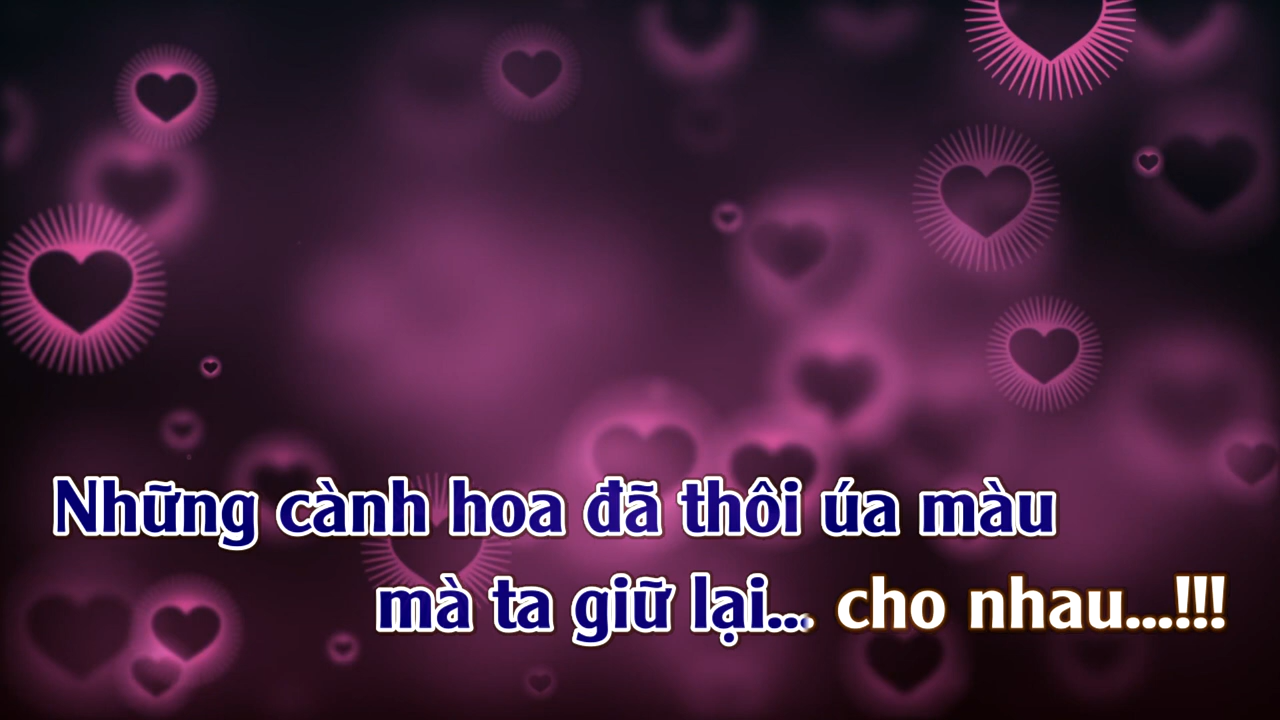 Những cành hoa đã thôi úa màu
mà ta giữ lại... cho nhau...!!!